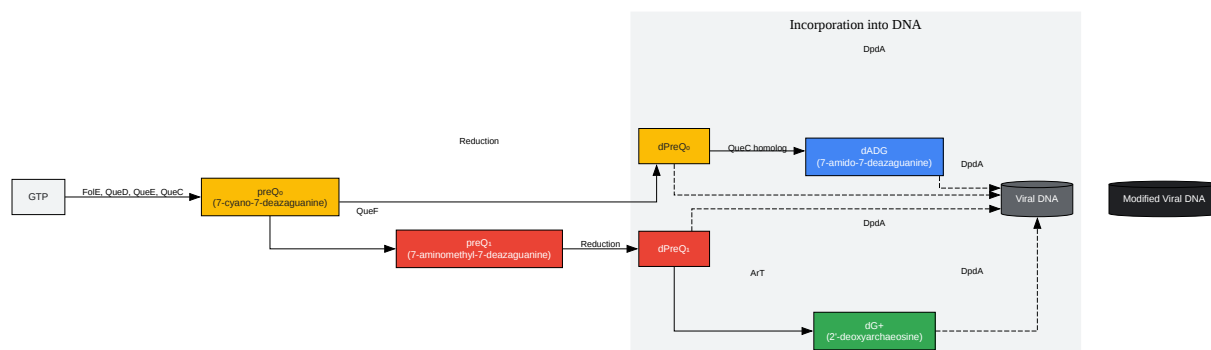 Incorporation into DNA
DpdA
Reduction
dPreQ₀
QueC homolog
dADG
(7-amido-7-deazaguanine)
DpdA
GTP
FolE, QueD, QueE, QueC
preQ₀
(7-cyano-7-deazaguanine)
QueF
Viral DNA
Modified Viral DNA
DpdA
preQ₁
(7-aminomethyl-7-deazaguanine)
Reduction
dPreQ₁
ArT
DpdA
dG+
(2'-deoxyarchaeosine)